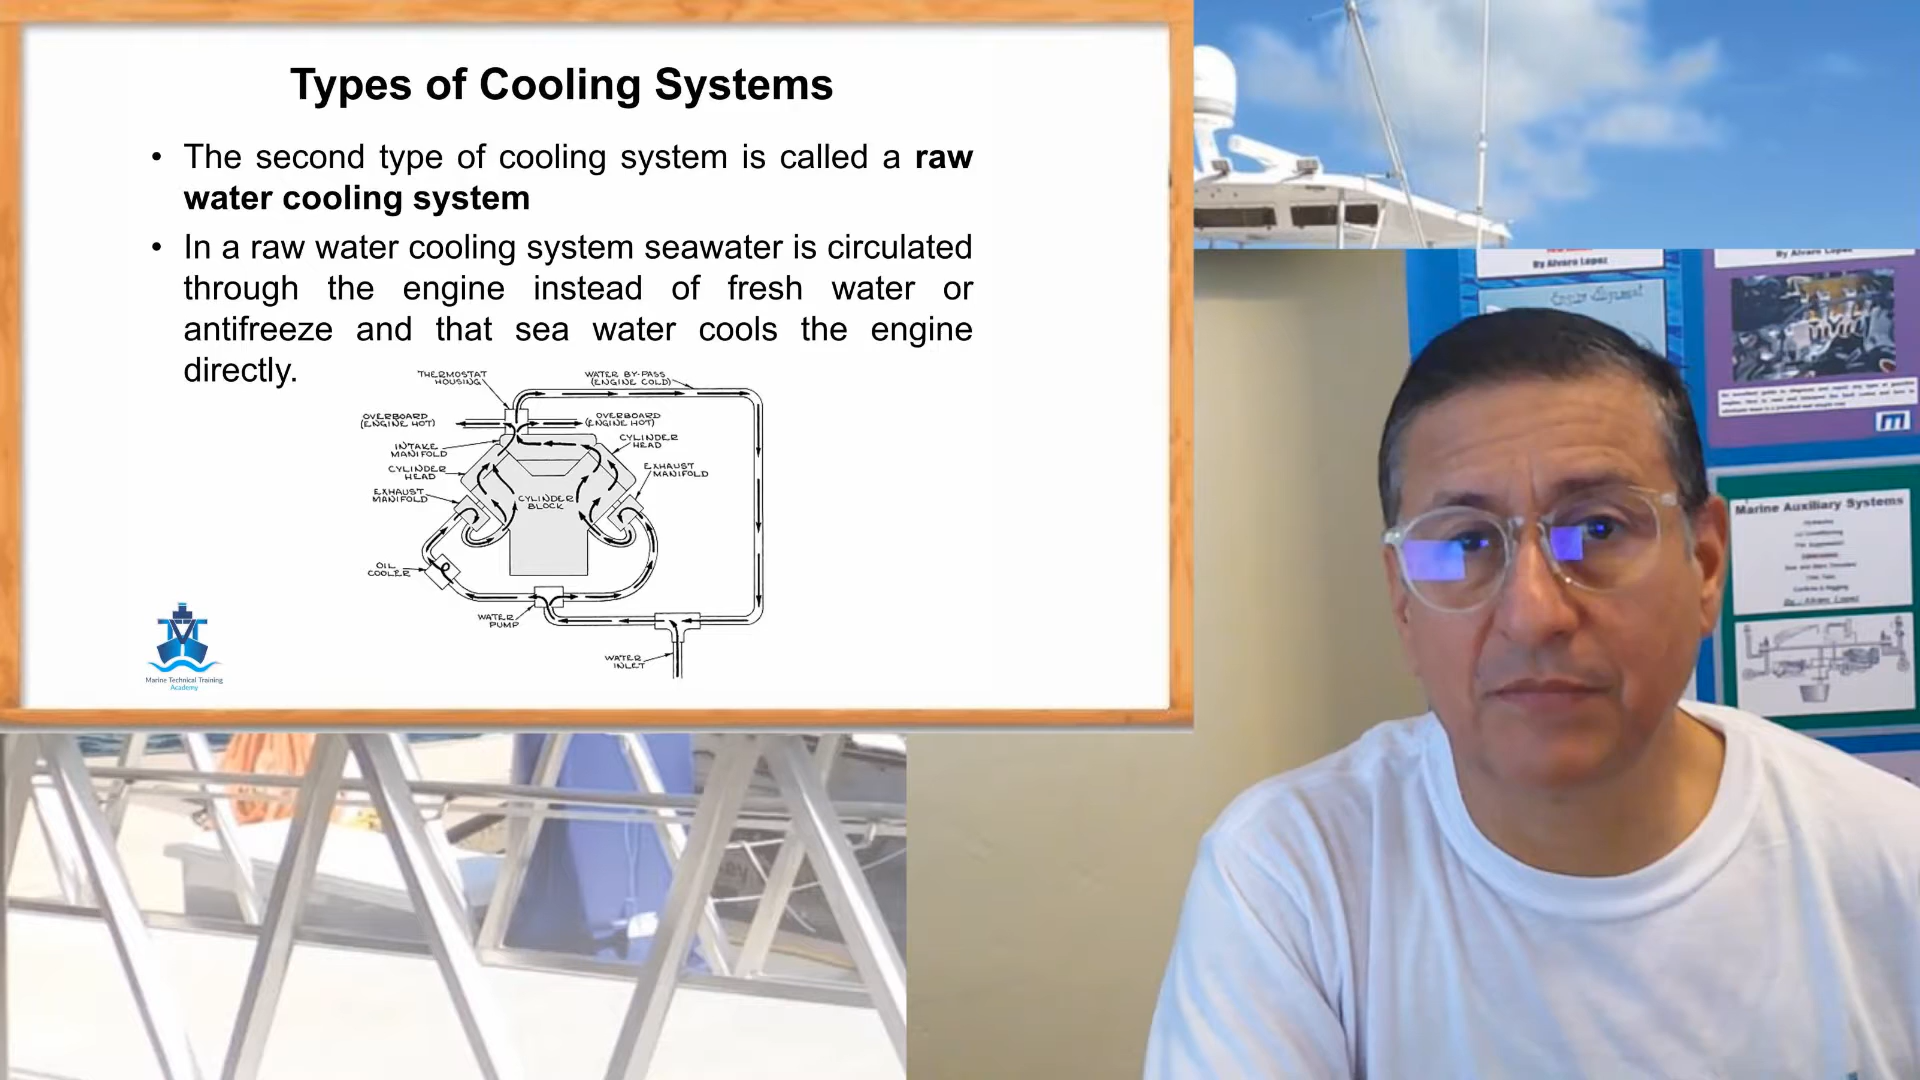 Types of Cooling Systems
• The second type of cooling system is called a raw
water cooling system
• In a raw water cooling system seawater is circulated
through the engine instead of fresh water or
antifreeze and that sea water cools the engine
directly.
THERMOSTAT
HOUSING
WATER BY-PASS
(ENGINE COLD)
OVERBOARD
(ENGINE HOT)
OVERBOARD
(ENGINE HOT)
INTAKE
MANIFOLD
CYLINDER
HEAD
CYLINDER
HEAD
EXHAUST
MANIFOLD
EXHAUST
MANIFOLD
CYLINDER
BLOCK
OIL
COOLER
WATER
PUMP
WATER
INLET
Marine Technical Training
Academy
By Alvaro Lopez
By Alvaro Lopez
Marine Auxiliary Systems
By: Alvaro Lopez